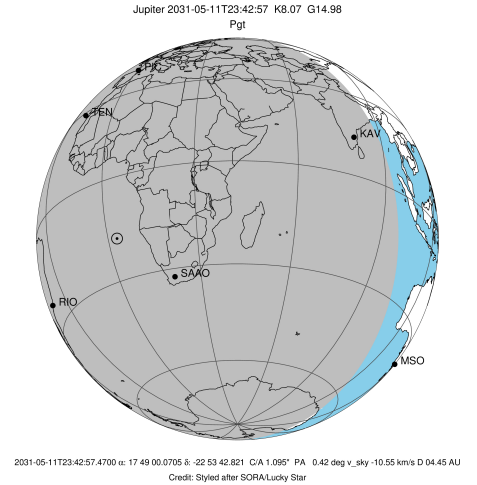 Jupiter 2031-05-11T23:42:57 K8.07 G14.98
Pgt
TEN
KAV
SAAO
RIO
MSO
2031-05-11T23:42:57.4700 α: 17 49 00.0705 δ: -22 53 42.821 C/A 1.095" PA 0.42 deg v_sky -10.55 km/s D 04.45 AU
Credit: Styled after SORA/Lucky Star